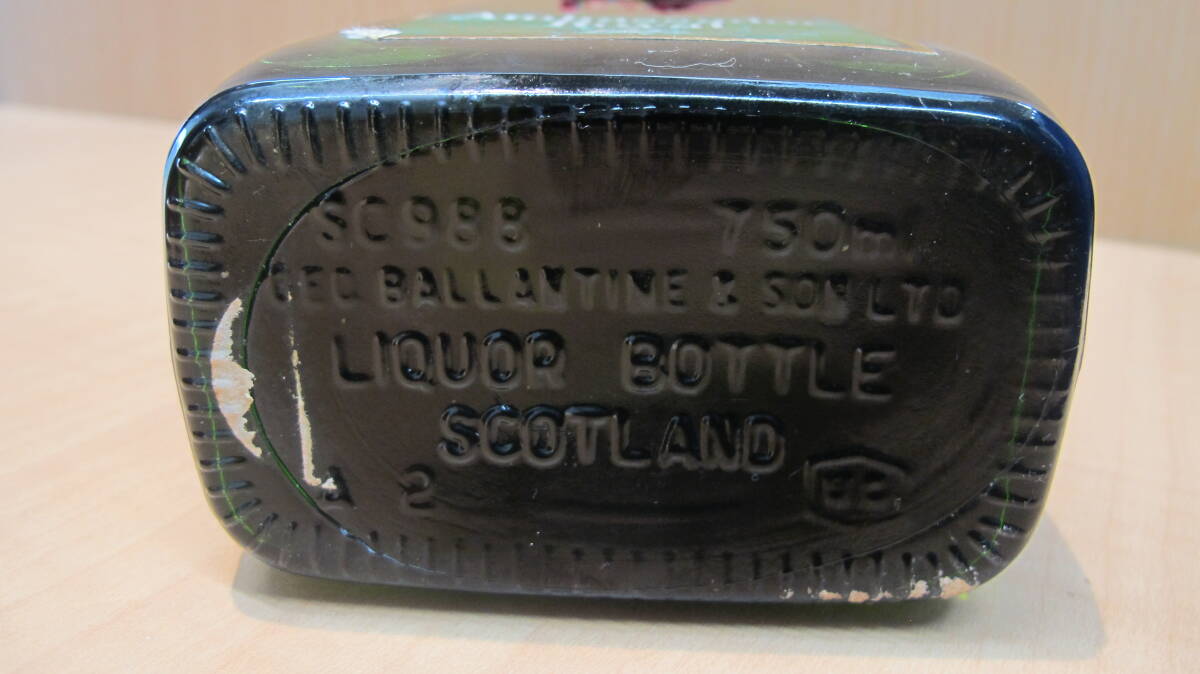 SC988 750ml
GEO BALLANTINE & SON LTD
LIQUOR BOTTLE
SCOTLAND
A 2